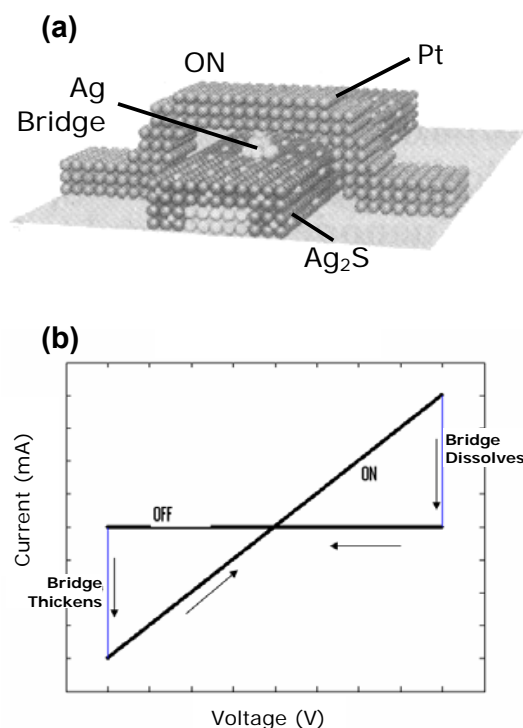 (a)
ON
Pt
Ag
Bridge
Ag₂S
(b)
Current (mA)
Bridge
Dissolves
ON
OFF
Bridge
Thickens
Voltage (V)